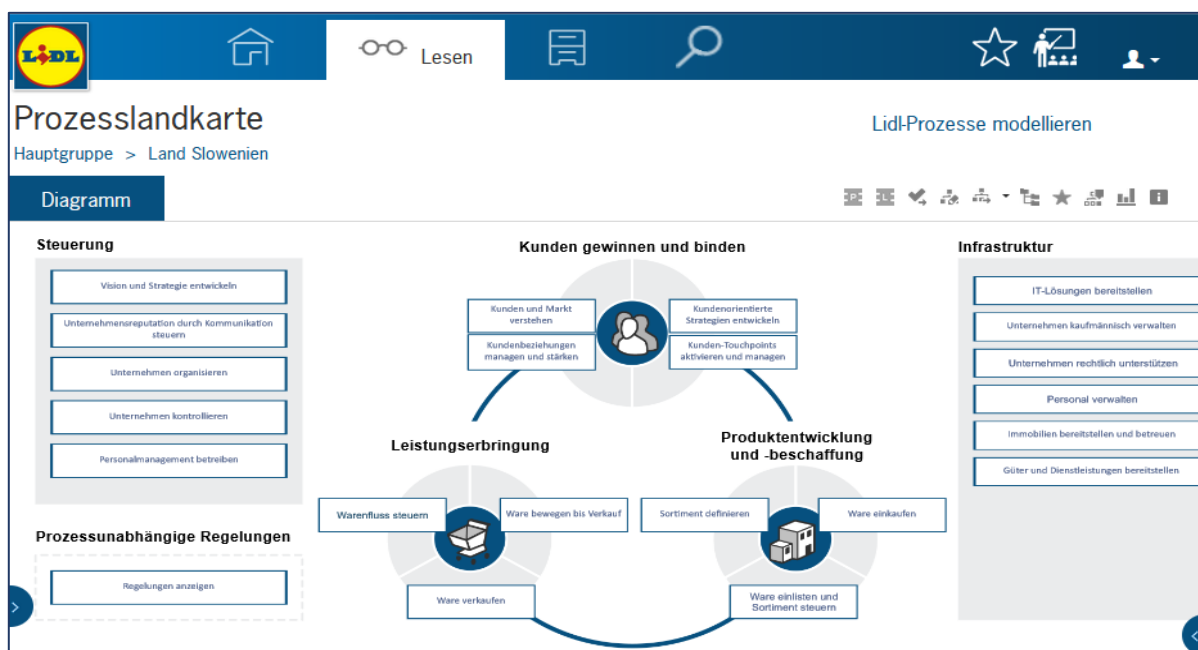 LIDL
Lesen
Prozesslandkarte
Lidl-Prozesse modellieren
Hauptgruppe > Land Slowenien
Diagramm
Steuerung
Vision und Strategie entwickeln
Unternehmensreputation durch Kommunikation
steuern
Unternehmen organisieren
Unternehmen kontrollieren
Personalmanagement betreiben
Prozessunabhängige Regelungen
Regelungen anzeigen
Kunden gewinnen und binden
Kunden und Markt
verstehen
Kundenorientierte
Strategien entwickeln
Kundenbeziehungen
managen und stärken
Kunden-Touchpoints
aktivieren und managen
Leistungserbringung
Warenfluss steuern
Ware bewegen bis Verkauf
Ware verkaufen
Produktentwicklung
und -beschaffung
Sortiment definieren
Ware einkaufen
Ware einlisten und
Sortiment steuern
Infrastruktur
IT-Lösungen bereitstellen
Unternehmen kaufmännisch verwalten
Unternehmen rechtlich unterstützen
Personal verwalten
Immobilien bereitstellen und betreuen
Güter und Dienstleistungen bereitstellen